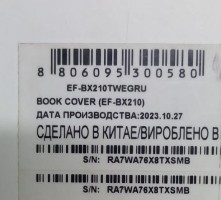 8 806095 300580
EF-BX210TWEGRU
BOOK COVER (EF-BX210)
ДАТА ПРОИЗВОДСТВА:2023.10.27
СДЕЛАНО В КИТАЕ/ВИРОБЛЕНО В
S/N: RA7WA76X8TXSMB
S/N: RA7WA76X8TXSMB